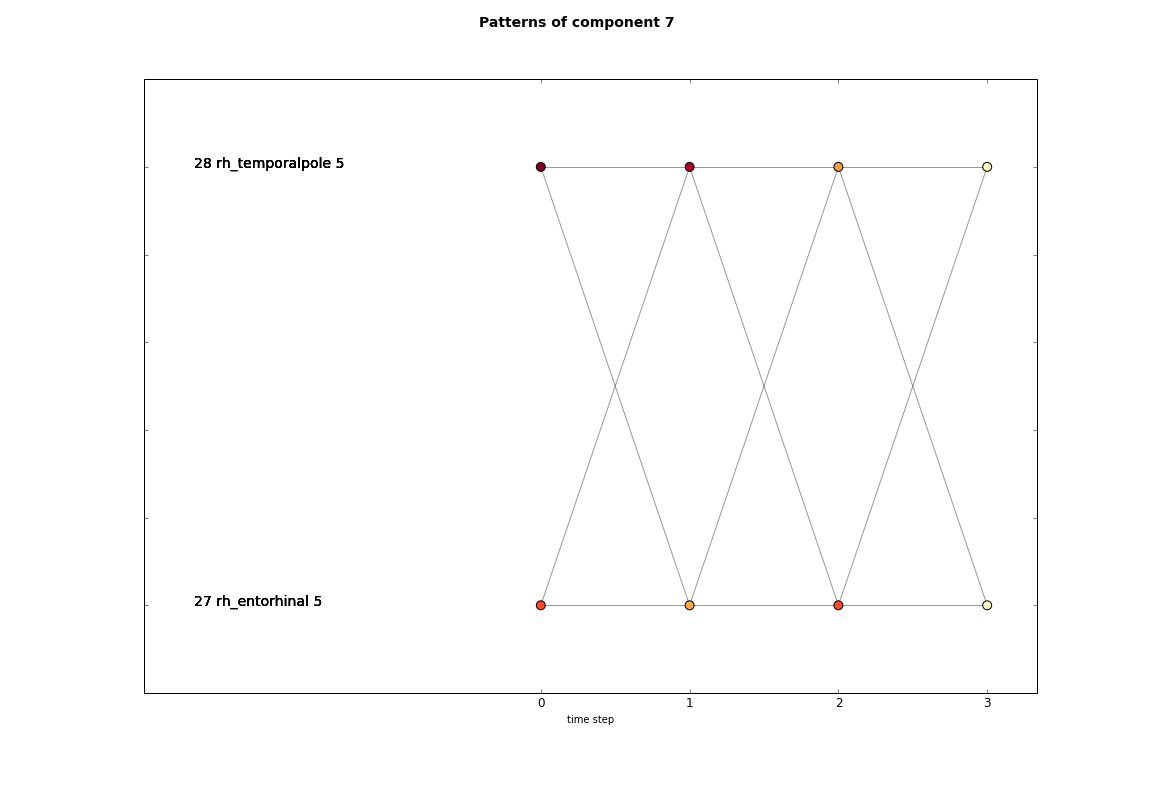 Patterns of component 7
28 rh_temporalpole 5
27 rh_entorhinal 5
0 1 2 3
time step